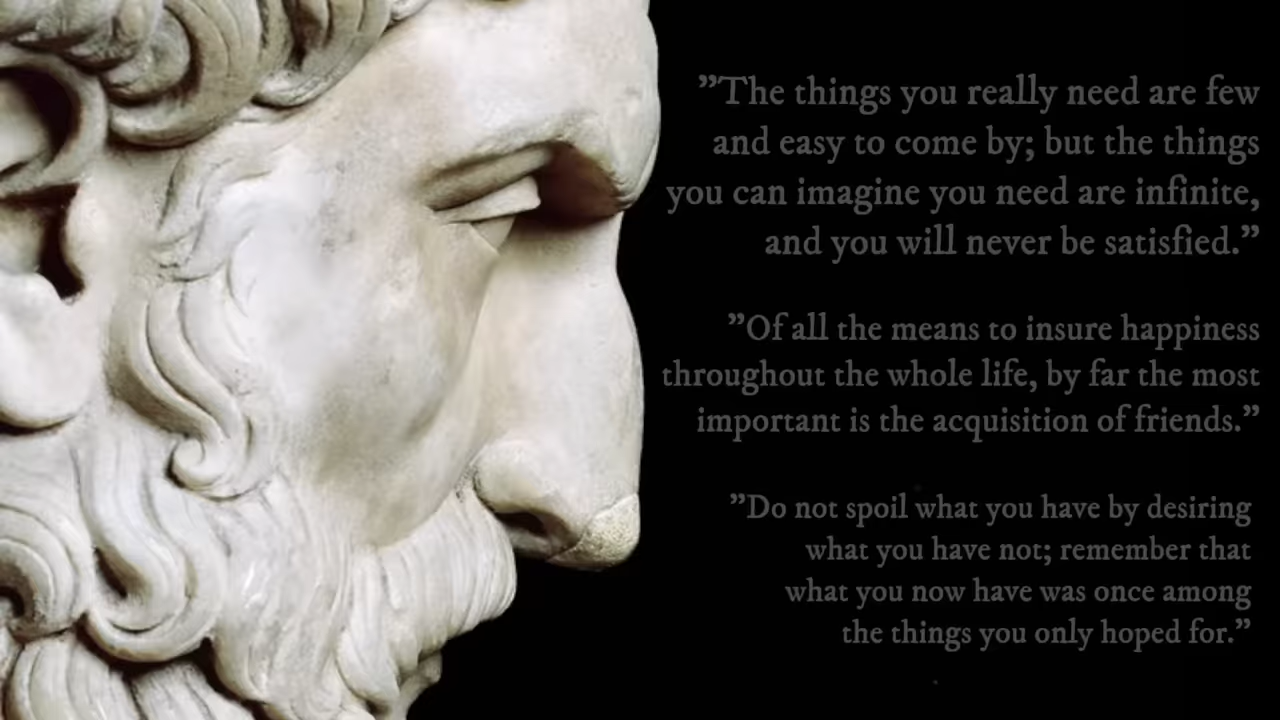 ”The things you really need are few
and easy to come by; but the things
you can imagine you need are infinite,
and you will never be satisfied.”
”Of all the means to insure happiness
throughout the whole life, by far the most
important is the acquisition of friends.”
”Do not spoil what you have by desiring
what you have not; remember that
what you now have was once among
the things you only hoped for.”